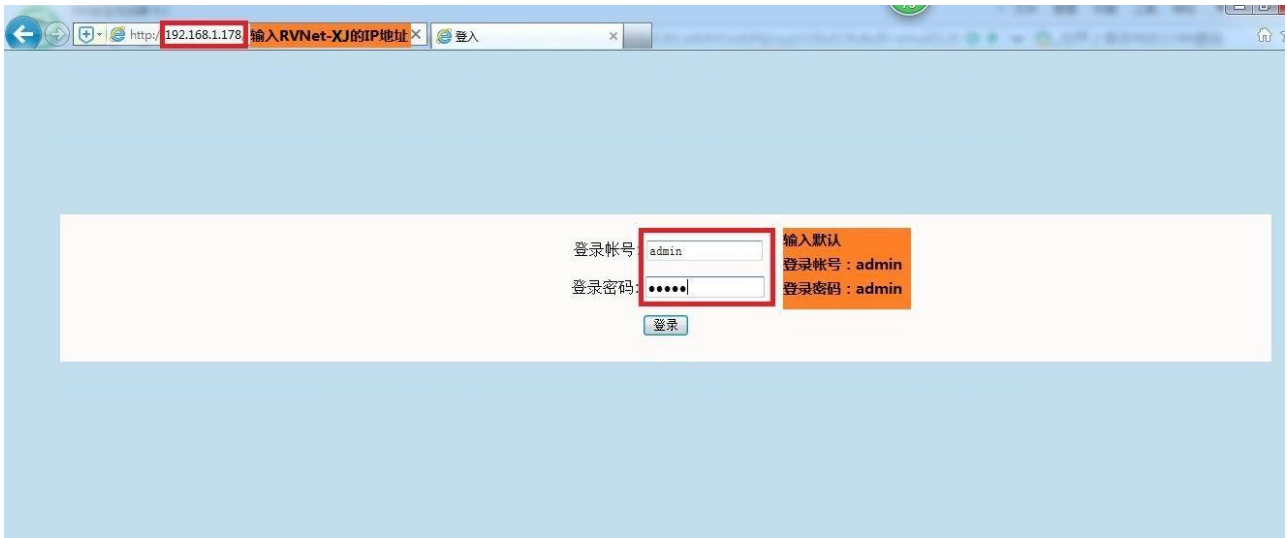 http://192.168.1.178/ 输入RVNet-XJ的IP地址
登入
登录帐号: admin
输入默认
登录帐号：admin
登录密码: •••••
登录密码：admin
登录